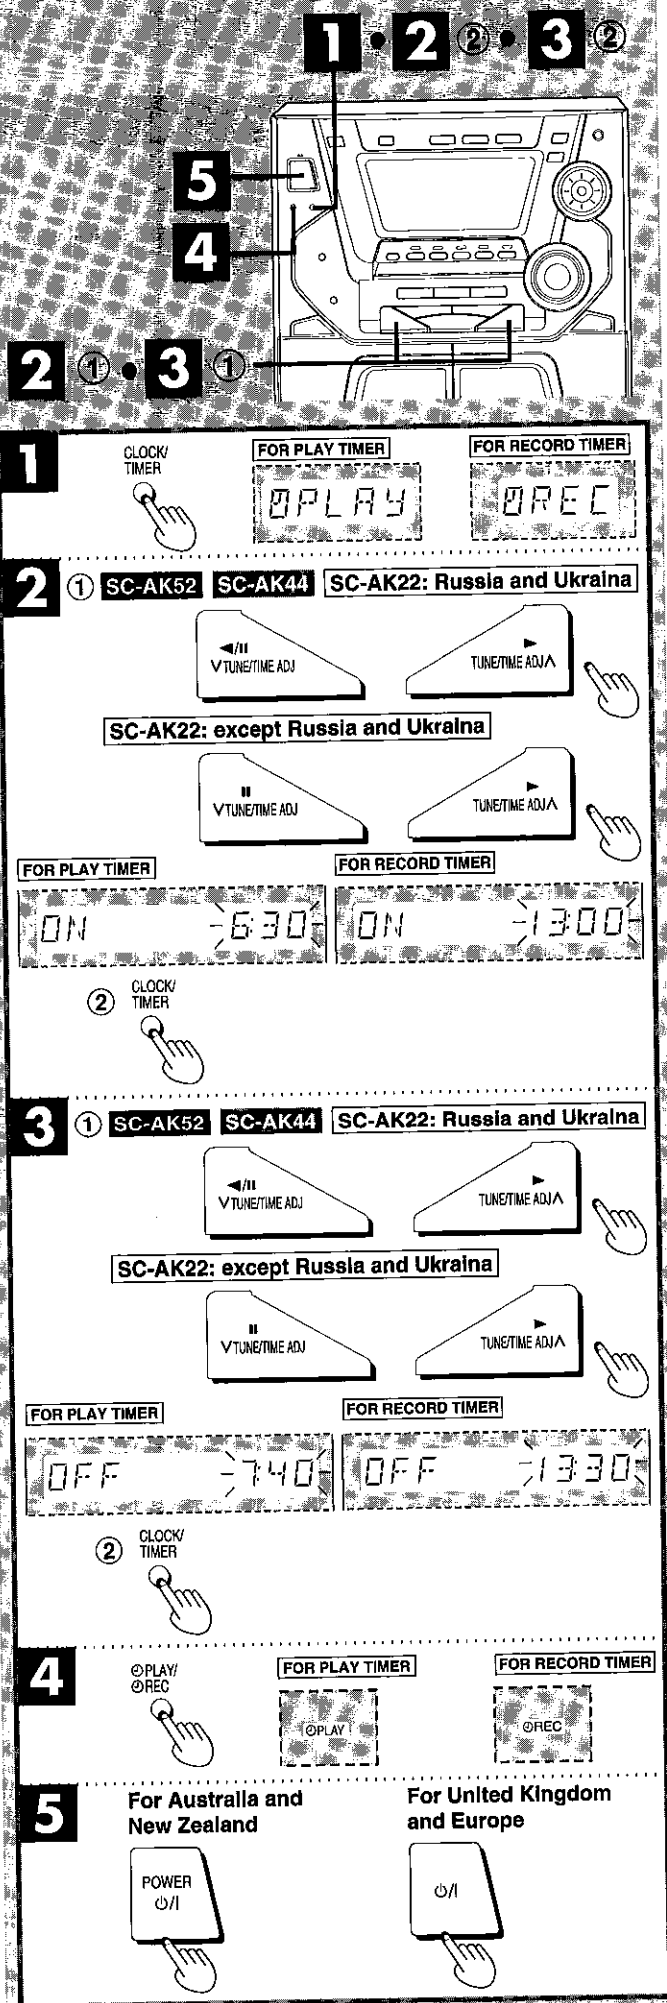 1 • 2 ② • 3 ②
5
4
2 ① • 3 ①
1
CLOCK/
TIMER
FOR PLAY TIMER
FOR RECORD TIMER
PLAY
REC
2 ① SC-AK52 SC-AK44 SC-AK22: Russia and Ukraina
◀/II
∨ TUNE/TIME ADJ
▶
TUNE/TIME ADJ ∧
SC-AK22: except Russia and Ukraina
II
∨ TUNE/TIME ADJ
▶
TUNE/TIME ADJ ∧
FOR PLAY TIMER
FOR RECORD TIMER
ON 6:30
ON 13:00
② CLOCK/
TIMER
3 ① SC-AK52 SC-AK44 SC-AK22: Russia and Ukraina
◀/II
∨ TUNE/TIME ADJ
▶
TUNE/TIME ADJ ∧
SC-AK22: except Russia and Ukraina
II
∨ TUNE/TIME ADJ
▶
TUNE/TIME ADJ ∧
FOR PLAY TIMER
FOR RECORD TIMER
OFF 7:40
OFF 13:30
② CLOCK/
TIMER
4
⏲PLAY/
⏲REC
FOR PLAY TIMER
FOR RECORD TIMER
⏲PLAY
⏲REC
5
For Australia and
New Zealand
For United Kingdom
and Europe
POWER
⏻/I
⏻/I